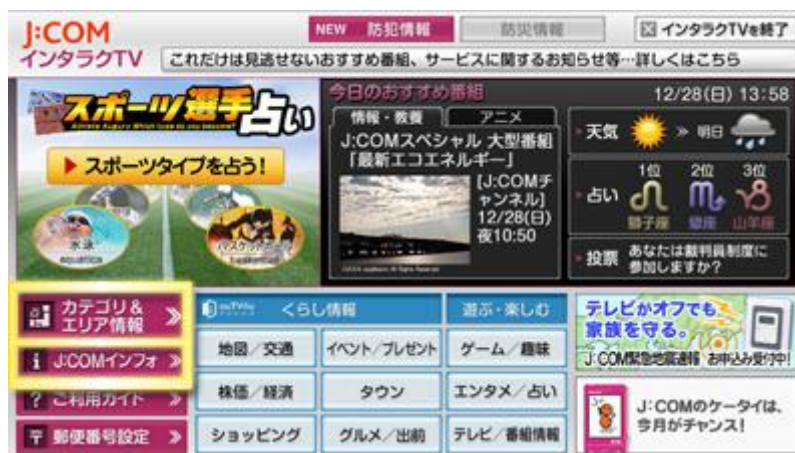 J:COM
インタラクTV
NEW 防犯情報
防災情報
インタラクTVを終了
これだけは見逃せないおすすめ番組、サービスに関するお知らせ等…詳しくはこちら
スポーツ選手占い
スポーツタイプを占う!
水泳
バスケットボール
今日のおすすめ番組
情報・教養
アニメ
J:COMスペシャル 大型番組
「最新エコエネルギー」
[J:COMチ
ャンネル]
12/28(日)
夜10:50
12/28(日) 13:58
天気
明日
占い
1位
2位
3位
獅子座
蠍座
山羊座
投票
あなたは裁判員制度に
参加しますか?
カテゴリ&
エリア情報
J:COMインフォ
ご利用ガイド
郵便番号設定
くらし情報
遊ぶ・楽しむ
地図/交通
イベント/プレゼント
ゲーム/趣味
株価/経済
タウン
エンタメ/占い
ショッピング
グルメ/出前
テレビ/番組情報
テレビがオフでも
家族を守る。
J:COM緊急地震速報 お申込み受付中!
J:COMのケータイは、
今月がチャンス!